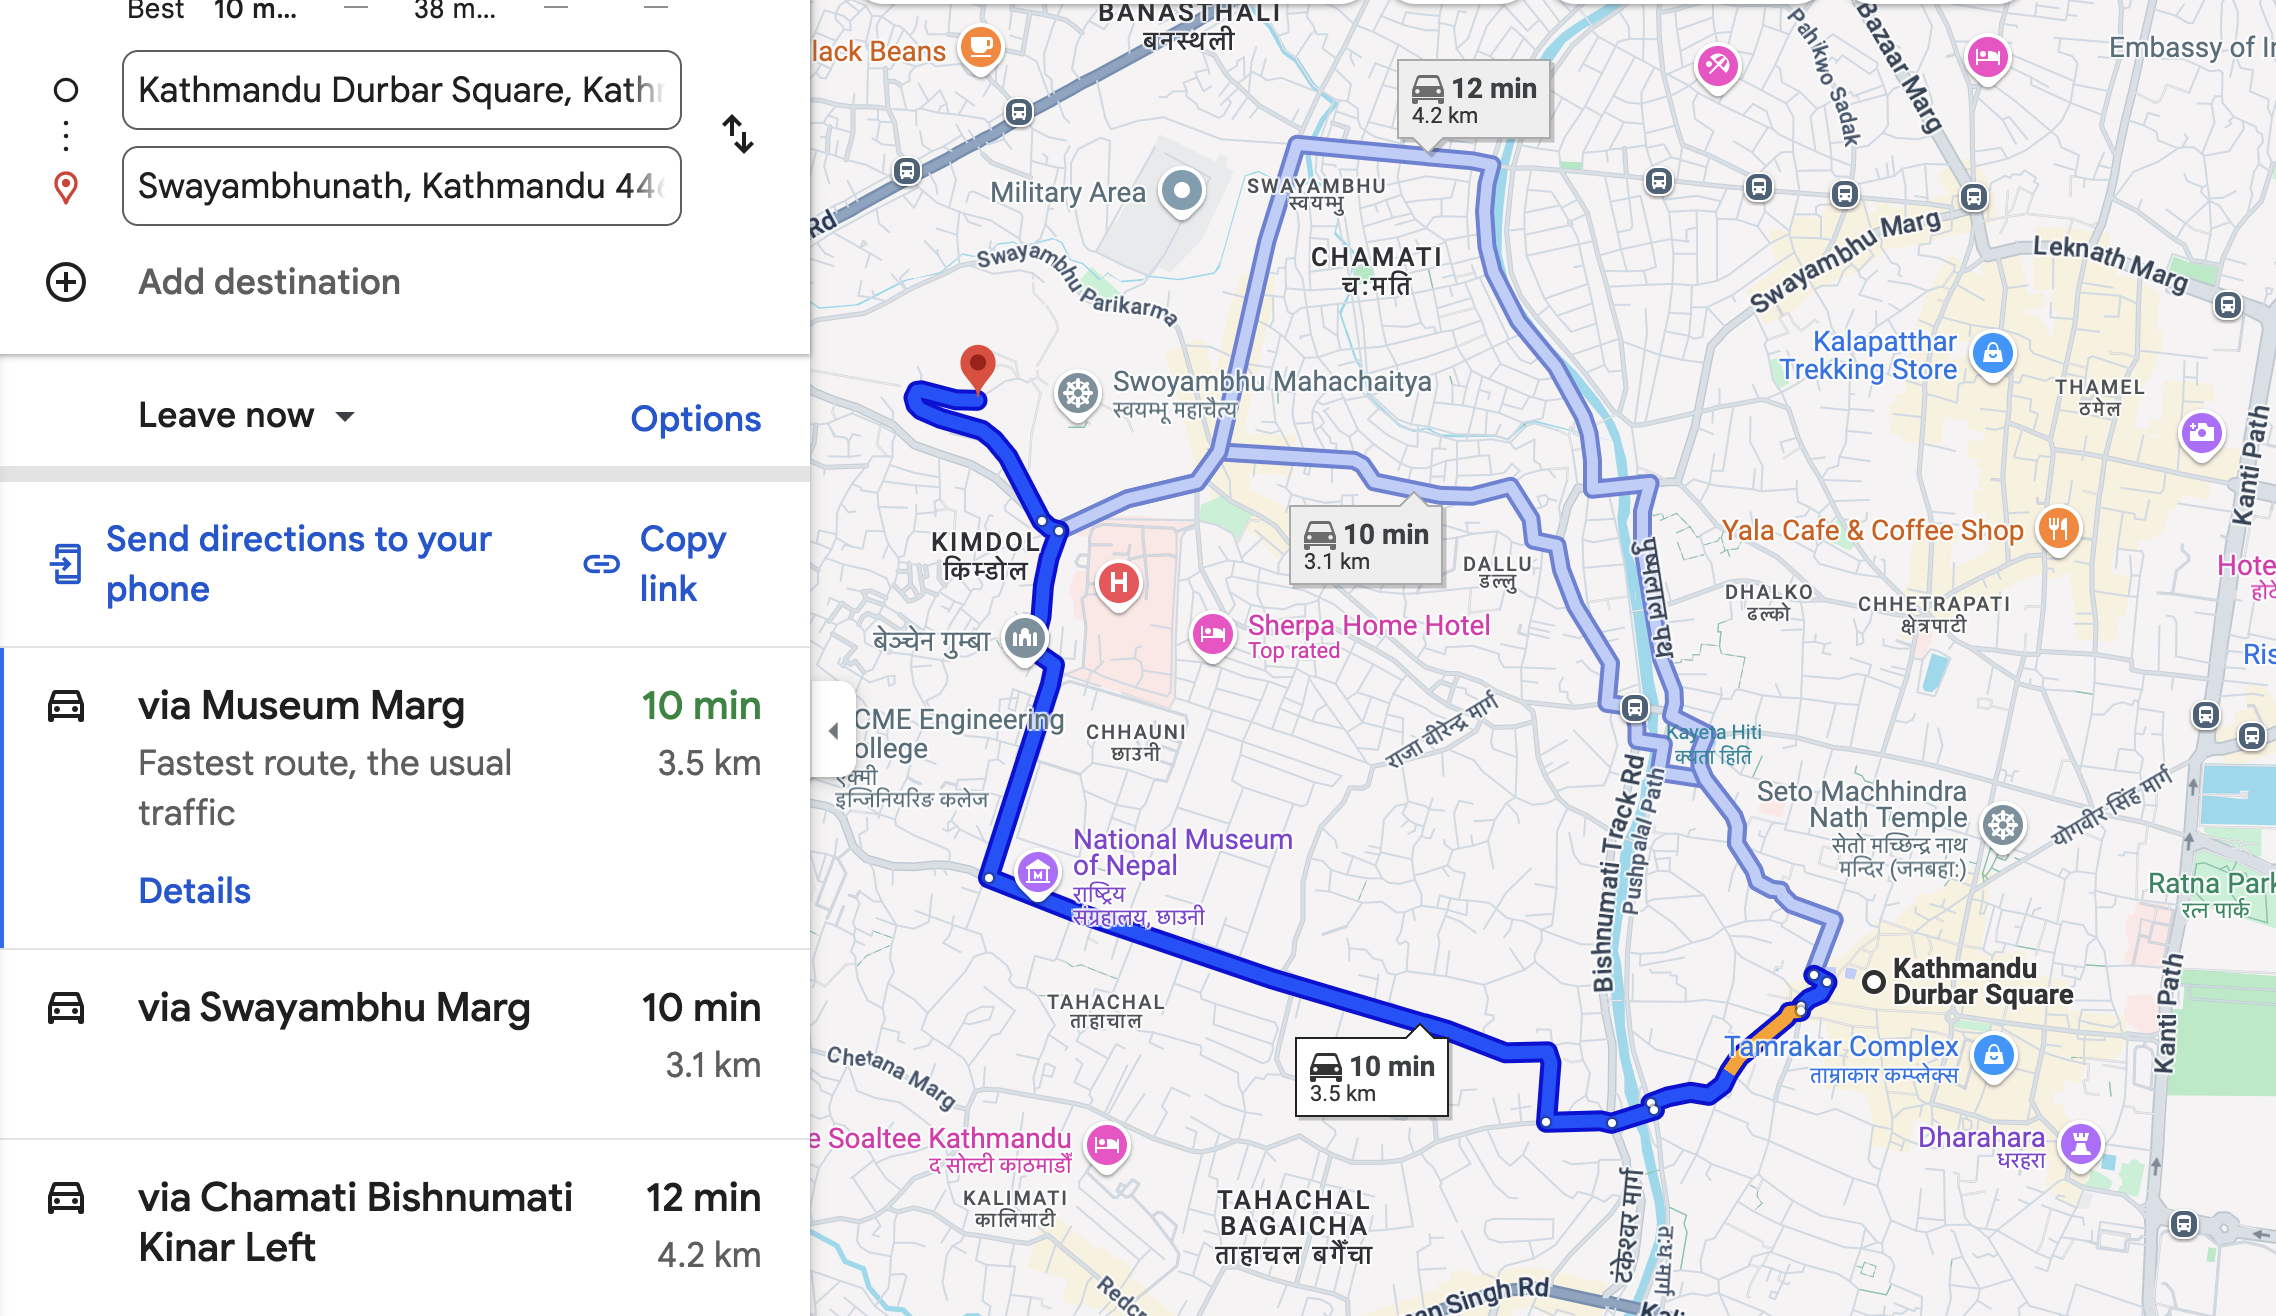 Best 10 m... — 38 m... — —
Kathmandu Durbar Square, Kath
Swayambhunath, Kathmandu 44
Add destination
Leave now
Options
Send directions to your
phone
Copy
link
via Museum Marg
10 min
Fastest route, the usual
traffic
3.5 km
Details
via Swayambhu Marg
10 min
3.1 km
via Chamati Bishnumati
Kinar Left
12 min
4.2 km
BANASTHALI
बनस्थली
lack Beans
Rd
Military Area
SWAYAMBHU
स्वयम्भु
12 min
4.2 km
Pahikwo Sadak
Bazaar Marg
Embassy of I
CHAMATI
च:मति
Swayambhu Parikarma
Swayambhu Marg
Leknath Marg
Kalapatthar
Trekking Store
THAMEL
ठमेल
Swoyambhu Mahachaitya
स्वयम्भू महाचैत्य
Kanti Path
KIMDOL
किम्डोल
H
10 min
3.1 km
DALLU
डल्लु
पुष्पलाल पथ
Yala Cafe & Coffee Shop
DHALKO
ढल्को
CHHETRAPATI
क्षेत्रपाटी
Hote
Ris
बेञ्चेन गुम्बा
Sherpa Home Hotel
Top rated
CME Engineering
ollege
इन्जिनियरिङ कलेज
CHHAUNI
छाउनी
राजा वीरेन्द्र मार्ग
Kayeta Hiti
क्यता हिति
Bishnumati Track Rd
Pushpalal Path
Seto Machhindra
Nath Temple
सेतो मच्छिन्द्र नाथ
मन्दिर (जनबहा:)
योगवीर सिंह मार्ग
National Museum
of Nepal
राष्ट्रिय
संग्रहालय, छाउनी
Ratna Park
रत्न पार्क
Kathmandu
Durbar Square
TAHACHAL
ताहाचाल
Kanti Path
10 min
3.5 km
Tamrakar Complex
ताम्राकार कम्प्लेक्स
Chetana Marg
e Soaltee Kathmandu
द सोल्टी काठमाडौं
Dharahara
धरहरा
KALIMATI
कालिमाटी
TAHACHAL
BAGAICHA
ताहाचल बगैँचा
टंकेश्वर मार्ग
Redcr
an Singh Rd